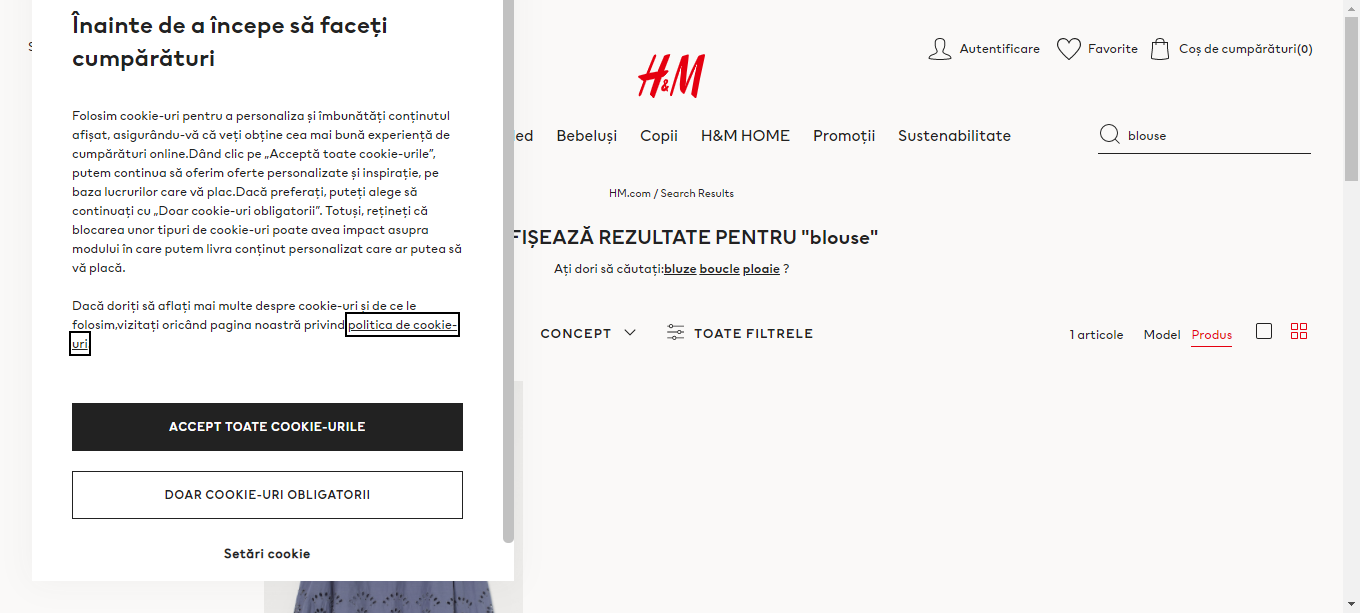 Înainte de a începe să faceți
cumpărături
Folosim cookie-uri pentru a personaliza și îmbunătăți conținutul
afișat, asigurându-vă că veți obține cea mai bună experiență de
cumpărături online.Dând clic pe „Acceptă toate cookie-urile”,
putem continua să oferim oferte personalizate și inspirație, pe
baza lucrurilor care vă plac.Dacă preferați, puteți alege să
continuați cu „Doar cookie-uri obligatorii”. Totuși, rețineți că
blocarea unor tipuri de cookie-uri poate avea impact asupra
modului în care putem livra conținut personalizat care ar putea să
vă placă.
Dacă doriți să aflați mai multe despre cookie-uri și de ce le
folosim,vizitați oricând pagina noastră privind politica de cookie-
uri
ACCEPT TOATE COOKIE-URILE
DOAR COOKIE-URI OBLIGATORII
Setări cookie
Autentificare Favorite Coș de cumpărături(0)
H&M
Bebeluși Copii H&M HOME Promoții Sustenabilitate blouse
HM.com / Search Results
FIȘEAZĂ REZULTATE PENTRU "blouse"
Ați dori să căutați:bluze boucle ploaie ?
CONCEPT TOATE FILTRELE 1 articole Model Produs